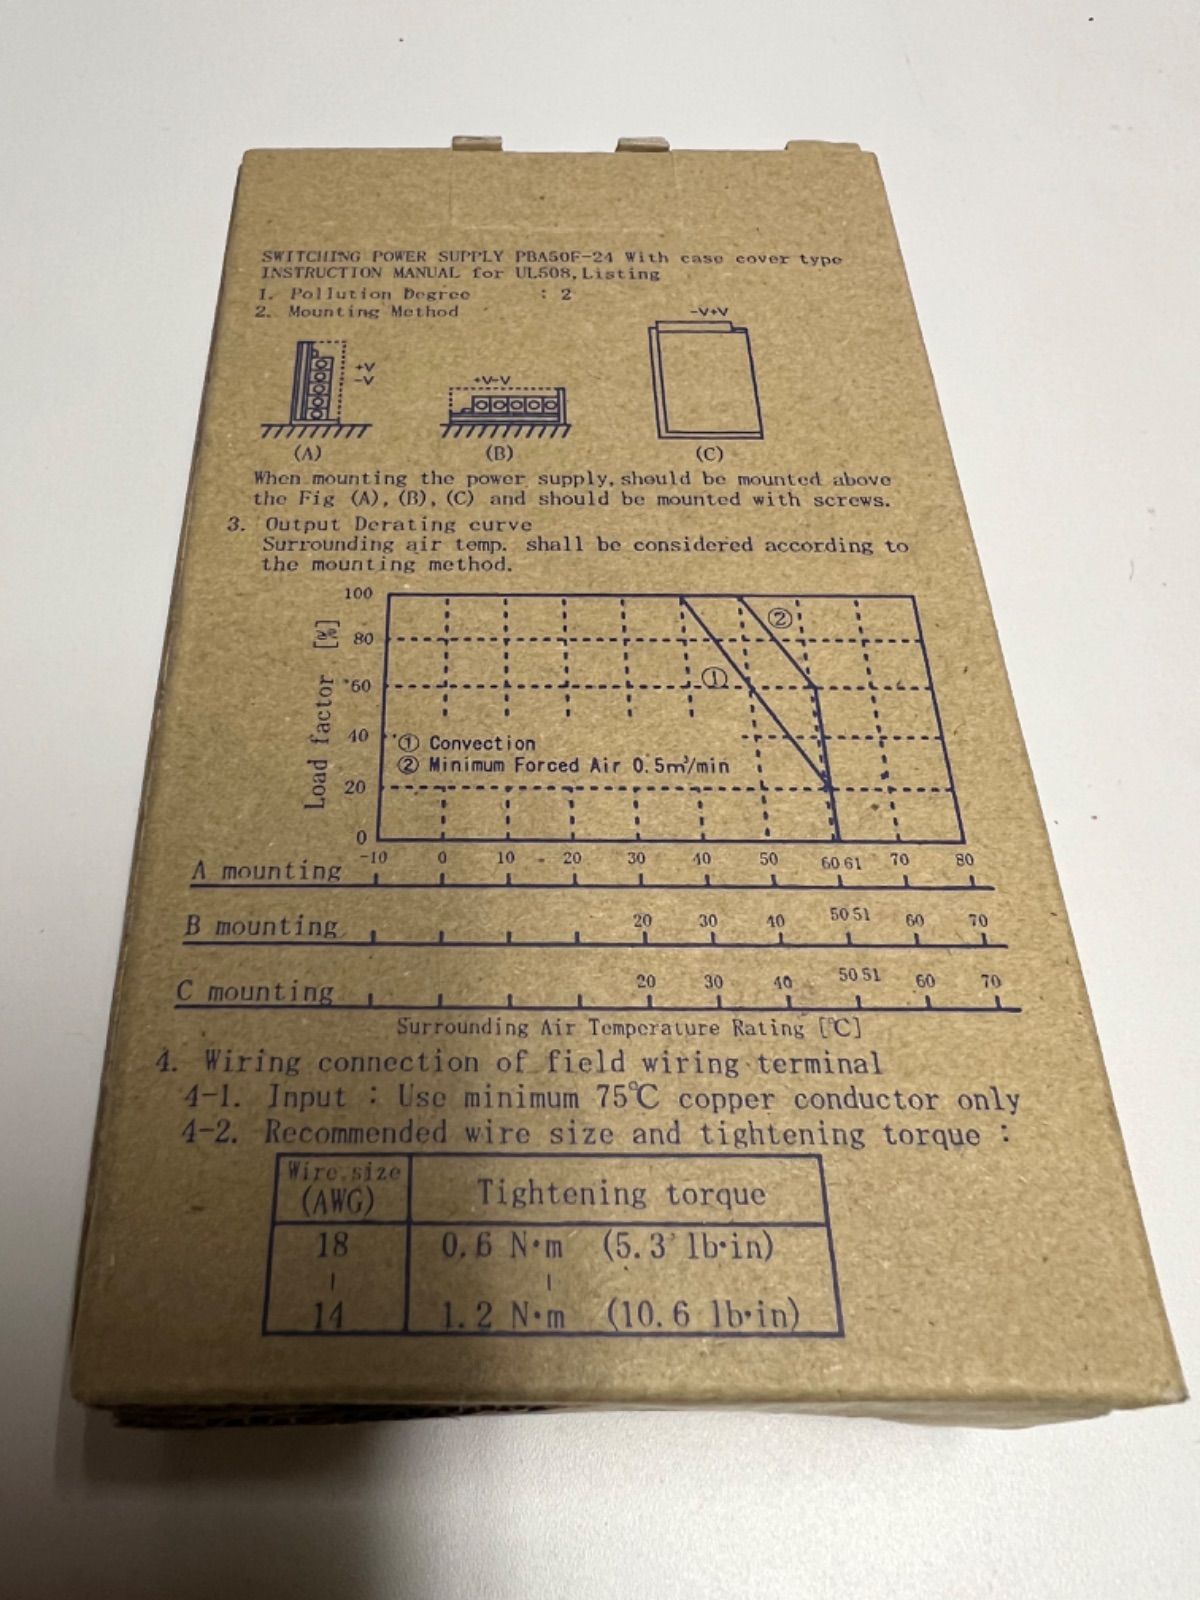 SWITCHING POWER SUPPLY PBA50F-24 With case cover type
INSTRUCTION MANUAL for UL508, Listing
1. Pollution Degree : 2
2. Mounting Method
+V
-V
(A)
+V-V
(B)
-V+V
(C)
When mounting the power supply, should be mounted above
the Fig (A), (B), (C) and should be mounted with screws.
3. Output Derating curve
Surrounding air temp. shall be considered according to
the mounting method.
Load factor [%]
100
80
60
40
20
0
①
②
① Convection
② Minimum Forced Air 0.5m³/min
A mounting -10 0 10 20 30 40 50 60 61 70 80
B mounting 20 30 40 50 51 60 70
C mounting 20 30 40 50 51 60 70
Surrounding Air Temperature Rating [℃]
4. Wiring connection of field wiring terminal
4-1. Input : Use minimum 75℃ copper conductor only
4-2. Recommended wire size and tightening torque :
Wire size
(AWG)
Tightening torque
18 0.6 N·m (5.3 lb·in)
| |
14 1.2 N·m (10.6 lb·in)